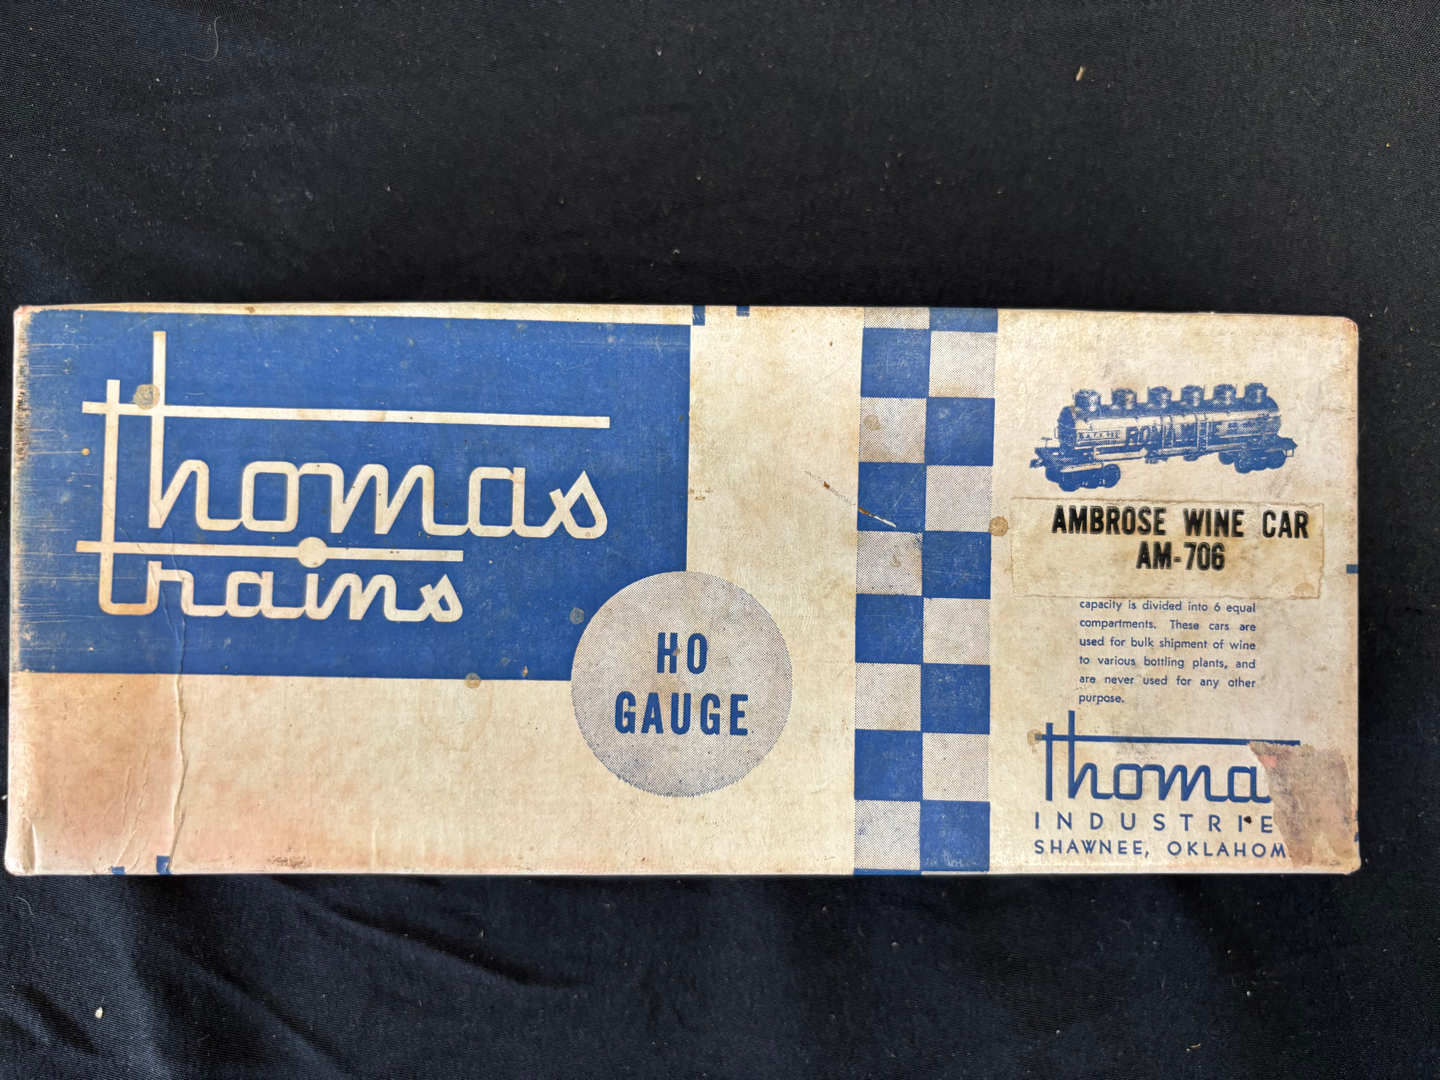 thomas
trains
HO
GAUGE
ROMA WINE
AMBROSE WINE CAR
AM-706
capacity is divided into 6 equal
compartments. These cars are
used for bulk shipment of wine
to various bottling plants, and
are never used for any other
purpose.
thoma
INDUSTRIE
SHAWNEE, OKLAHOM